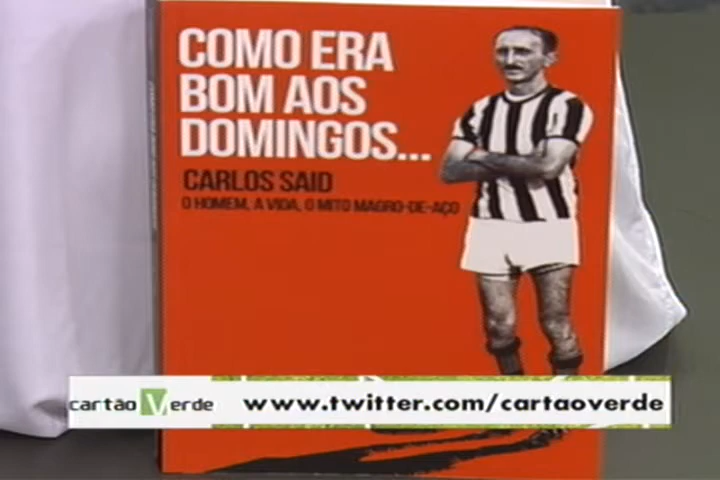 COMO ERA
BOM AOS
DOMINGOS...
CARLOS SAID
O HOMEM, A VIDA, O MITO MAGRO-DE-AÇO
cartão Verde
www.twitter.com/cartaoverde